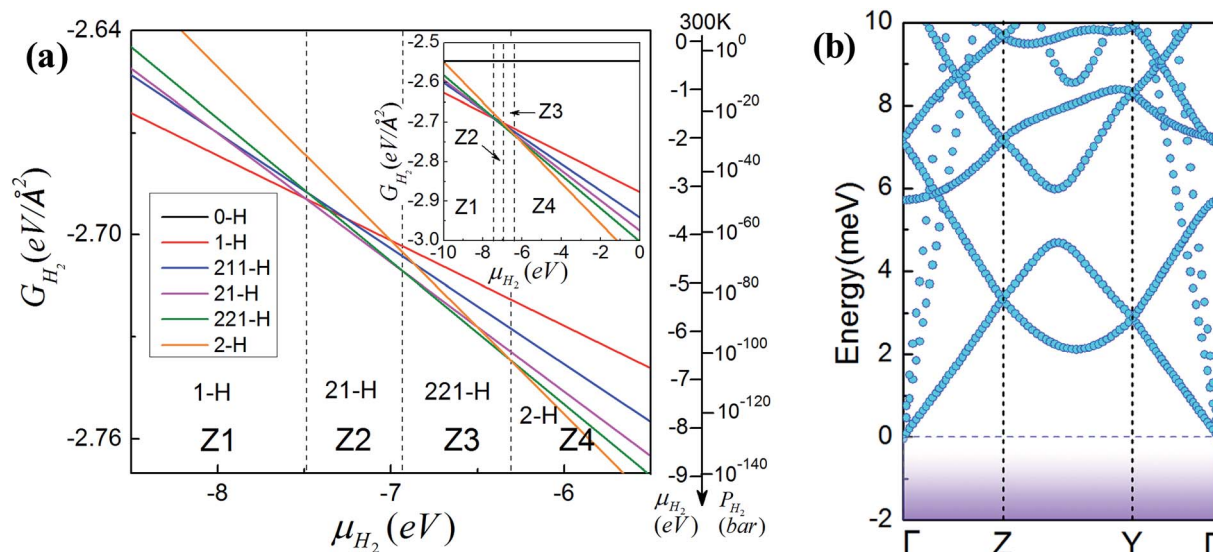 (a)
-2.64
-2.70
-2.76
G_{H_2}(eV/Å^2)
0-H
1-H
211-H
21-H
221-H
2-H
1-H
21-H
221-H
2-H
Z1
Z2
Z3
Z4
-8
-7
-6
μ_{H_2}(eV)
-2.5
-2.6
-2.7
-2.8
-2.9
-3.0
G_{H_2}(eV/Å^2)
Z3
Z2
Z1
Z4
-10
-8
-6
-4
-2
0
μ_{H_2}(eV)
300K
0
-1
-2
-3
-4
-5
-6
-7
-8
-9
10^0
10^{-20}
10^{-40}
10^{-60}
10^{-80}
10^{-100}
10^{-120}
10^{-140}
μ_{H_2}
(eV)
P_{H_2}
(bar)
(b)
10
8
6
4
2
0
-2
Energy(meV)
Γ
Z
Y
Γ